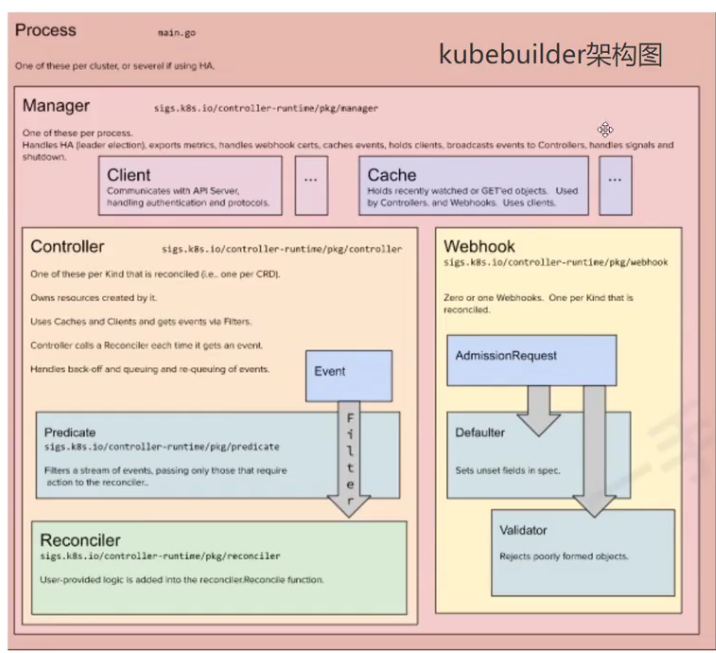 Process main.go
kubebuilder架构图
One of these per cluster, or several if using HA.
Manager sigs.k8s.io/controller-runtime/pkg/manager
One of these per process.
Handles HA (leader election), exports metrics, handles webhook certs, caches events, holds clients, broadcasts events to Controllers, handles signals and
shutdown.
Client
Communicates with API Server,
handling authentication and protocols.
...
Cache
Holds recently watched or GET'ed objects. Used
by Controllers, and Webhooks. Uses clients.
...
Controller sigs.k8s.io/controller-runtime/pkg/controller
One of these per Kind that is reconciled (i.e.. one per CRD).
Owns resources created by it.
Uses Caches and Clients and gets events via Filters.
Controller calls a Reconciler each time it gets an event.
Handles back-off and queuing and re-queuing of events.
Event
Filter
Predicate
sigs.k8s.io/controller-runtime/pkg/predicate
Filters a stream of events, passing only those that require
action to the reconciler..
Reconciler
sigs.k8s.io/controller-runtime/pkg/reconciler
User-provided logic is added into the reconciler.Reconcile function.
Webhook
sigs.k8s.io/controller-runtime/pkg/webhook
Zero or one Webhooks. One per Kind that is
reconciled.
AdmissionRequest
Defaulter
Sets unset fields in spec.
Validator
Rejects poorly formed objects.
一手